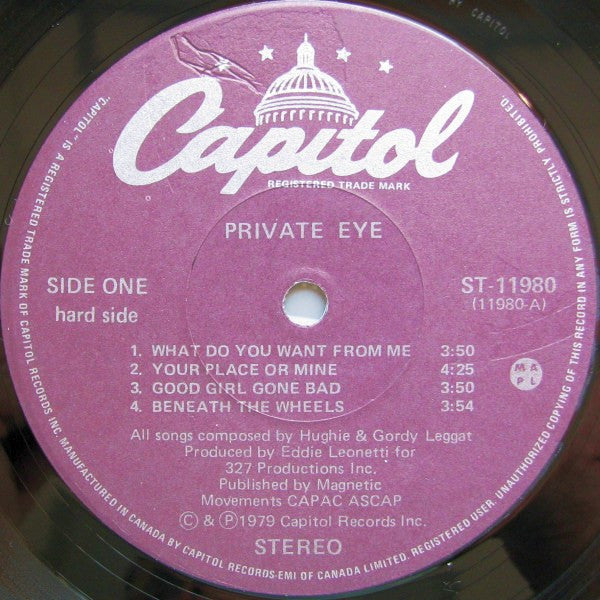 BY CAPITOL
Capitol
REGISTERED TRADE MARK
PRIVATE EYE
SIDE ONE
hard side
ST-11980
(11980-A)
1. WHAT DO YOU WANT FROM ME 3:50
2. YOUR PLACE OR MINE 4:25
3. GOOD GIRL GONE BAD 3:50
4. BENEATH THE WHEELS 3:54
M A
P L
All songs composed by Hughie & Gordy Leggat
Produced by Eddie Leonetti for
327 Productions Inc.
Published by Magnetic
Movements CAPAC ASCAP
© & ℗ 1979 Capitol Records Inc.
STEREO
"CAPITOL" IS A REGISTERED TRADE MARK OF CAPITOL RECORDS INC. MANUFACTURED IN CANADA BY CAPITOL RECORDS-EMI OF CANADA LIMITED. REGISTERED USER. UNAUTHORIZED COPYING OF THIS RECORD IN ANY FORM IS STRICTLY PROHIBITED.